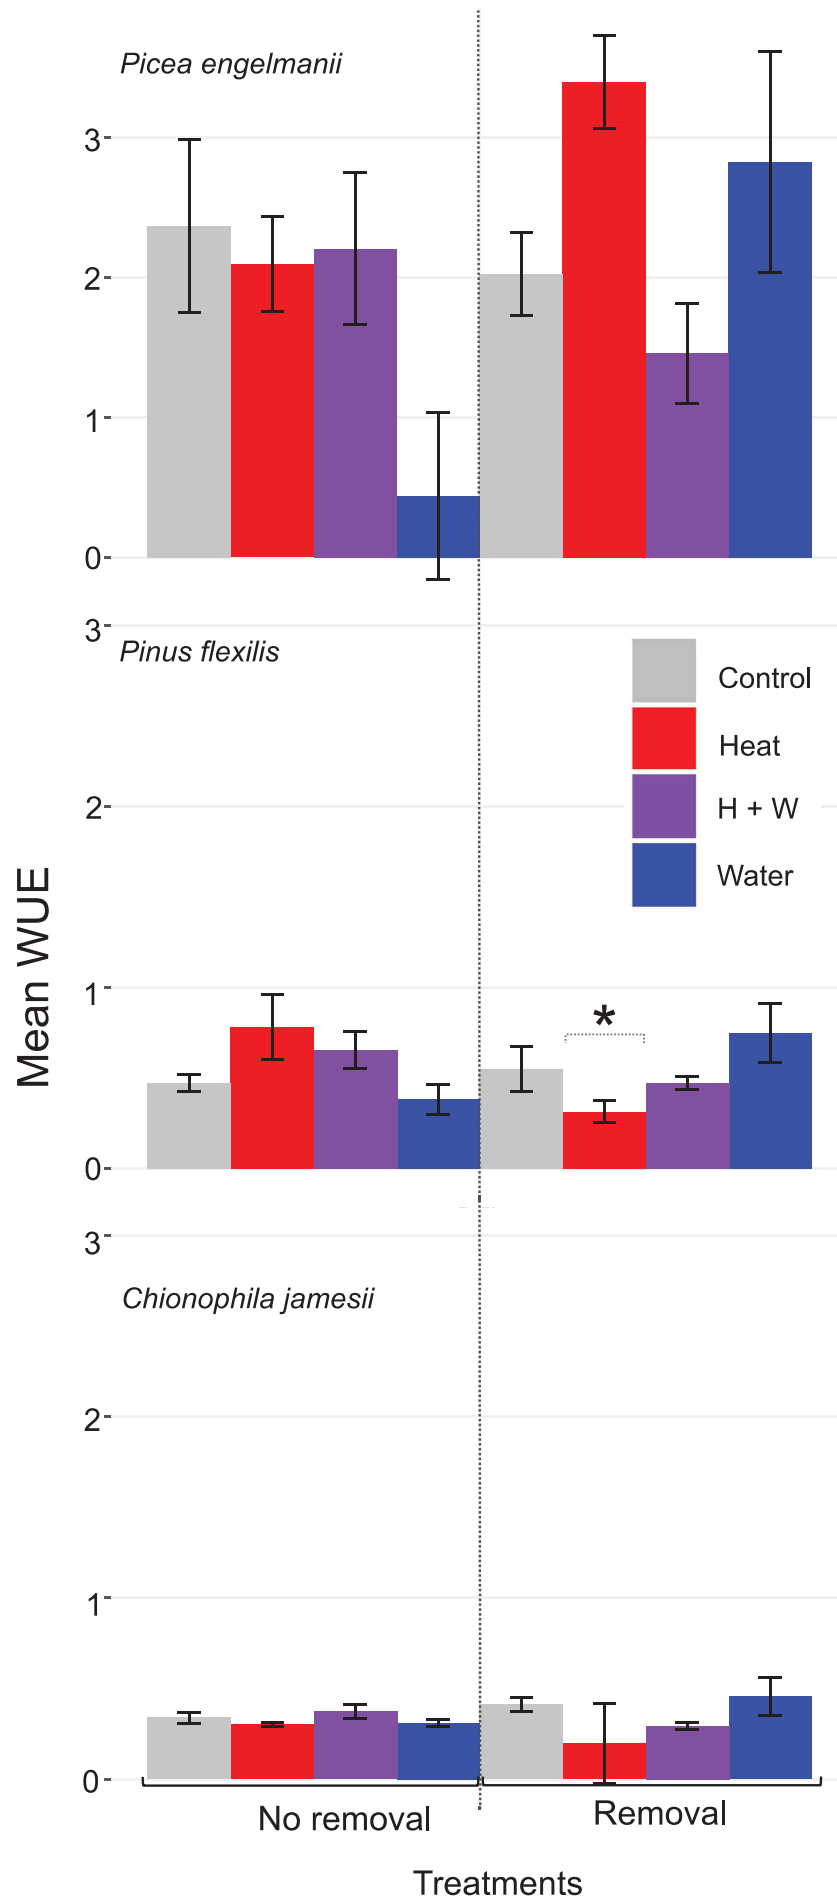 Picea engelmanii
3
2
1
0
3
Pinus flexilis
Control
Heat
H + W
Water
2
1
*
0
Mean WUE
3
Chionophila jamesii
2
1
0
No removal
Removal
Treatments